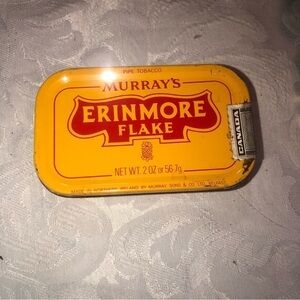 PIPE TOBACCO
MURRAY'S
ERINMORE
FLAKE
NET WT. 2 OZ or 56.7g
MADE IN NORTHERN IRELAND BY MURRAY, SONS & CO. LTD. BELFAST
CANADA